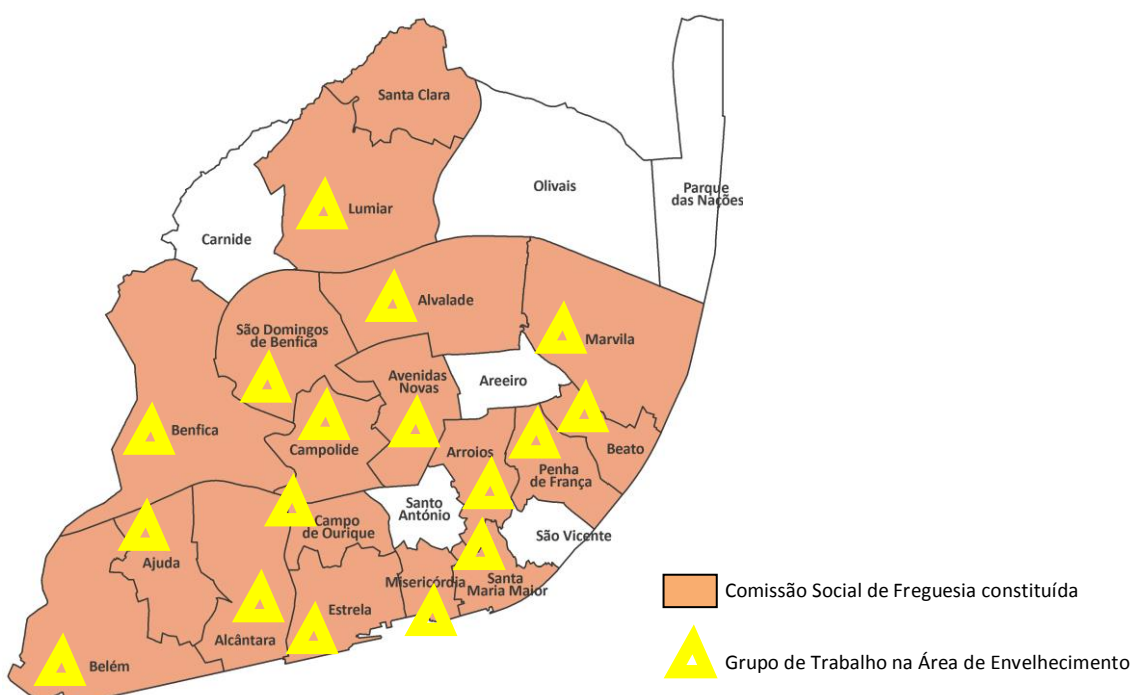 Santa Clara
Olivais
Parque
das Nações
Lumiar
Carnide
Alvalade
São Domingos
de Benfica
Marvila
Avenidas
Novas
Areeiro
Benfica
Campolide
Arroios
Beato
Penha
de França
Santo
António
Campo
de Ourique
São Vicente
Ajuda
Misericórdia
Santa
Maria Maior
Estrela
Alcântara
Belém
Comissão Social de Freguesia constituída
Grupo de Trabalho na Área de Envelhecimento